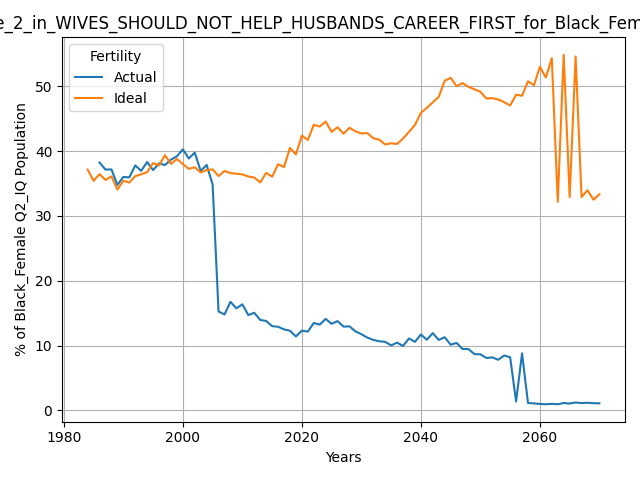 e_2_in_WIVES_SHOULD_NOT_HELP_HUSBANDS_CAREER_FIRST_for_Black_Fem
Fertility
Actual
Ideal
% of Black_Female Q2_IQ Population
50
40
30
20
10
0
1980
2000
2020
2040
2060
Years